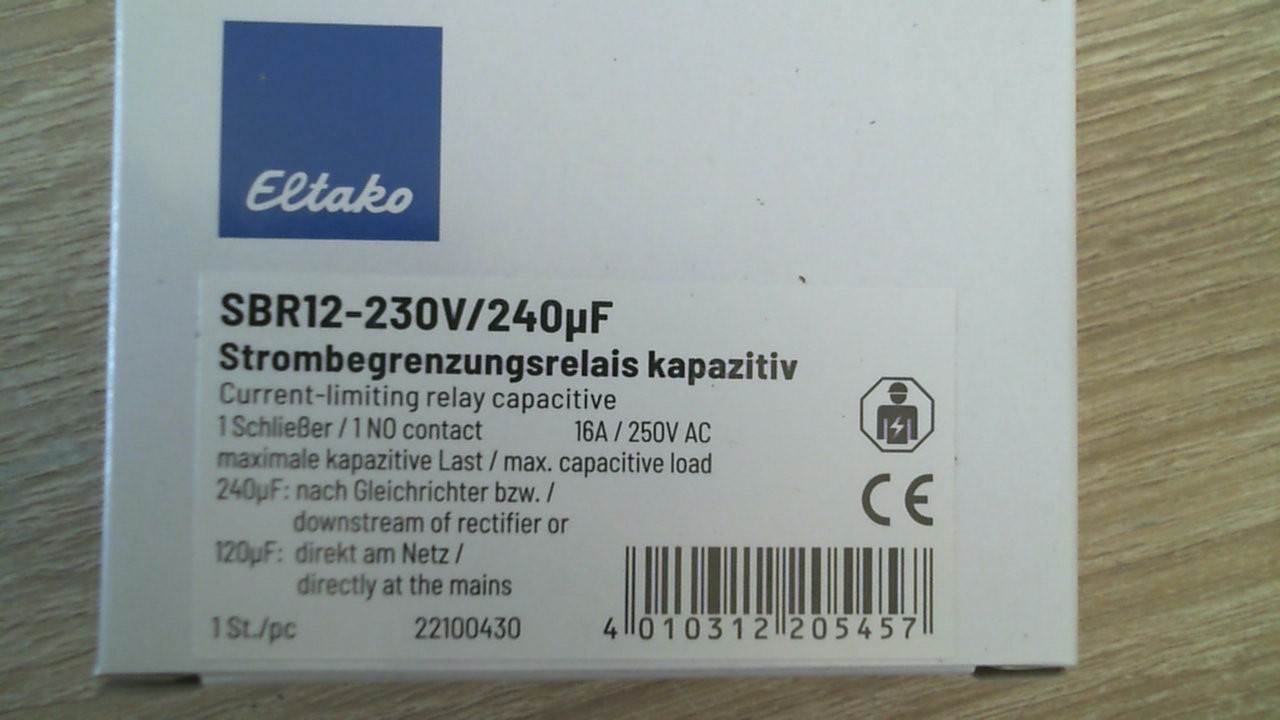 Eltako
SBR12-230V/240µF
Strombegrenzungsrelais kapazitiv
Current-limiting relay capacitive
1 Schließer / 1 NO contact 16A / 250V AC
maximale kapazitive Last / max. capacitive load
240µF: nach Gleichrichter bzw. /
downstream of rectifier or
120µF: direkt am Netz /
directly at the mains
CE
1 St./pc 22100430 4 010312 205457